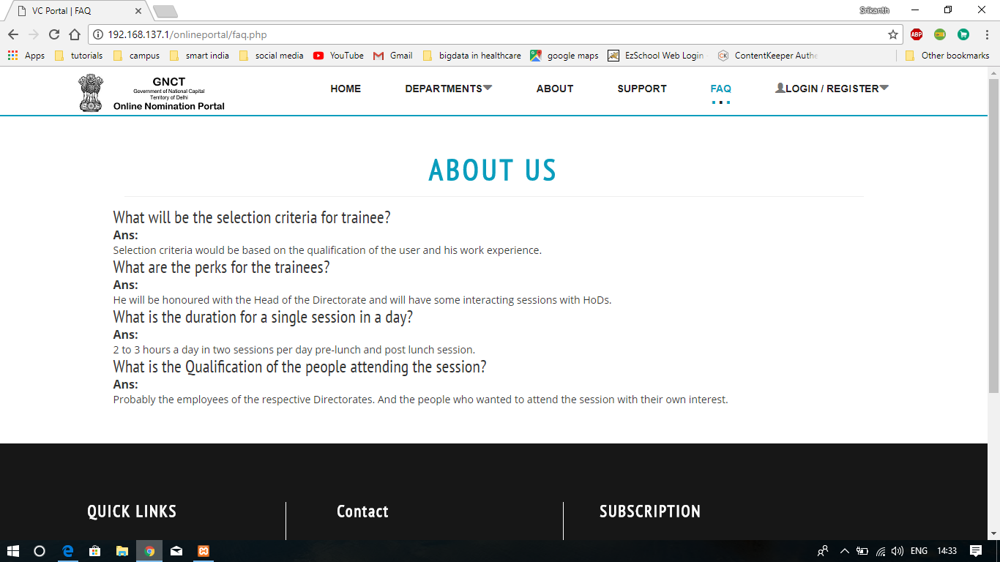 VC Portal | FAQ
Srikanth
192.168.137.1/onlineportal/faq.php
ABP
Apps tutorials campus smart india social media YouTube Gmail bigdata in healthcare google maps EzSchool Web Login CK ContentKeeper Authe Other bookmarks
GNCT
Government of National Capital
Territory of Delhi
Online Nomination Portal
HOME DEPARTMENTS ABOUT SUPPORT FAQ LOGIN / REGISTER
ABOUT US
What will be the selection criteria for trainee?
Ans:
Selection criteria would be based on the qualification of the user and his work experience.
What are the perks for the trainees?
Ans:
He will be honoured with the Head of the Directorate and will have some interacting sessions with HoDs.
What is the duration for a single session in a day?
Ans:
2 to 3 hours a day in two sessions per day pre-lunch and post lunch session.
What is the Qualification of the people attending the session?
Ans:
Probably the employees of the respective Directorates. And the people who wanted to attend the session with their own interest.
QUICK LINKS Contact SUBSCRIPTION
ENG 14:33